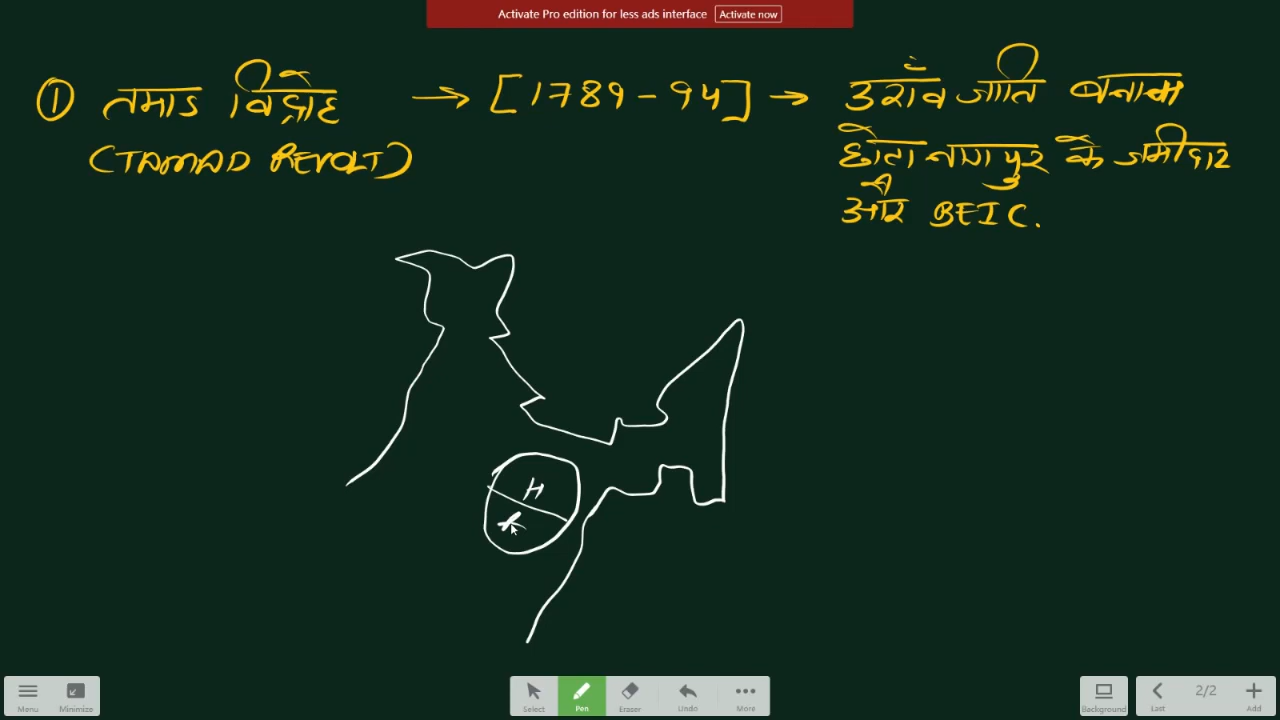 Activate Pro edition for less ads interface Activate now
① तमाड़ विद्रोह → [1789-94] → उराँव जाति बनाम
(TAMAD REVOLT) छोटा नागपुर के जमींदार
और BEIC.
H
Menu Minimize Select Pen Eraser Undo More Background Last 2/2 Add